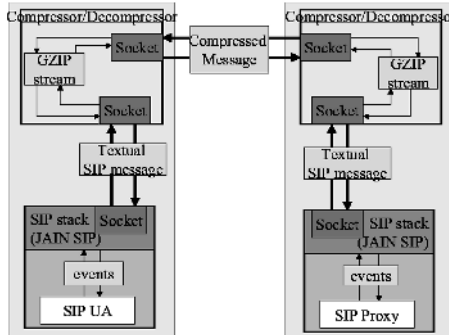 Compressor/Decompressor
Compressor/Decompressor
Socket
Compressed
Message
Socket
GZIP
stream
GZIP
stream
Socket
Socket
Textual
SIP message
Textual
SIP message
SIP stack
(JAIN SIP)
Socket
Socket
SIP stack
(JAIN SIP)
events
events
SIP UA
SIP Proxy